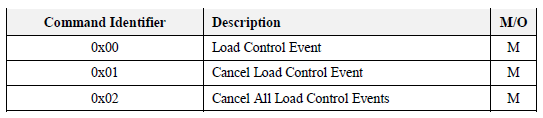 Command Identifier Description M/O
0x00 Load Control Event M
0x01 Cancel Load Control Event M
0x02 Cancel All Load Control Events M